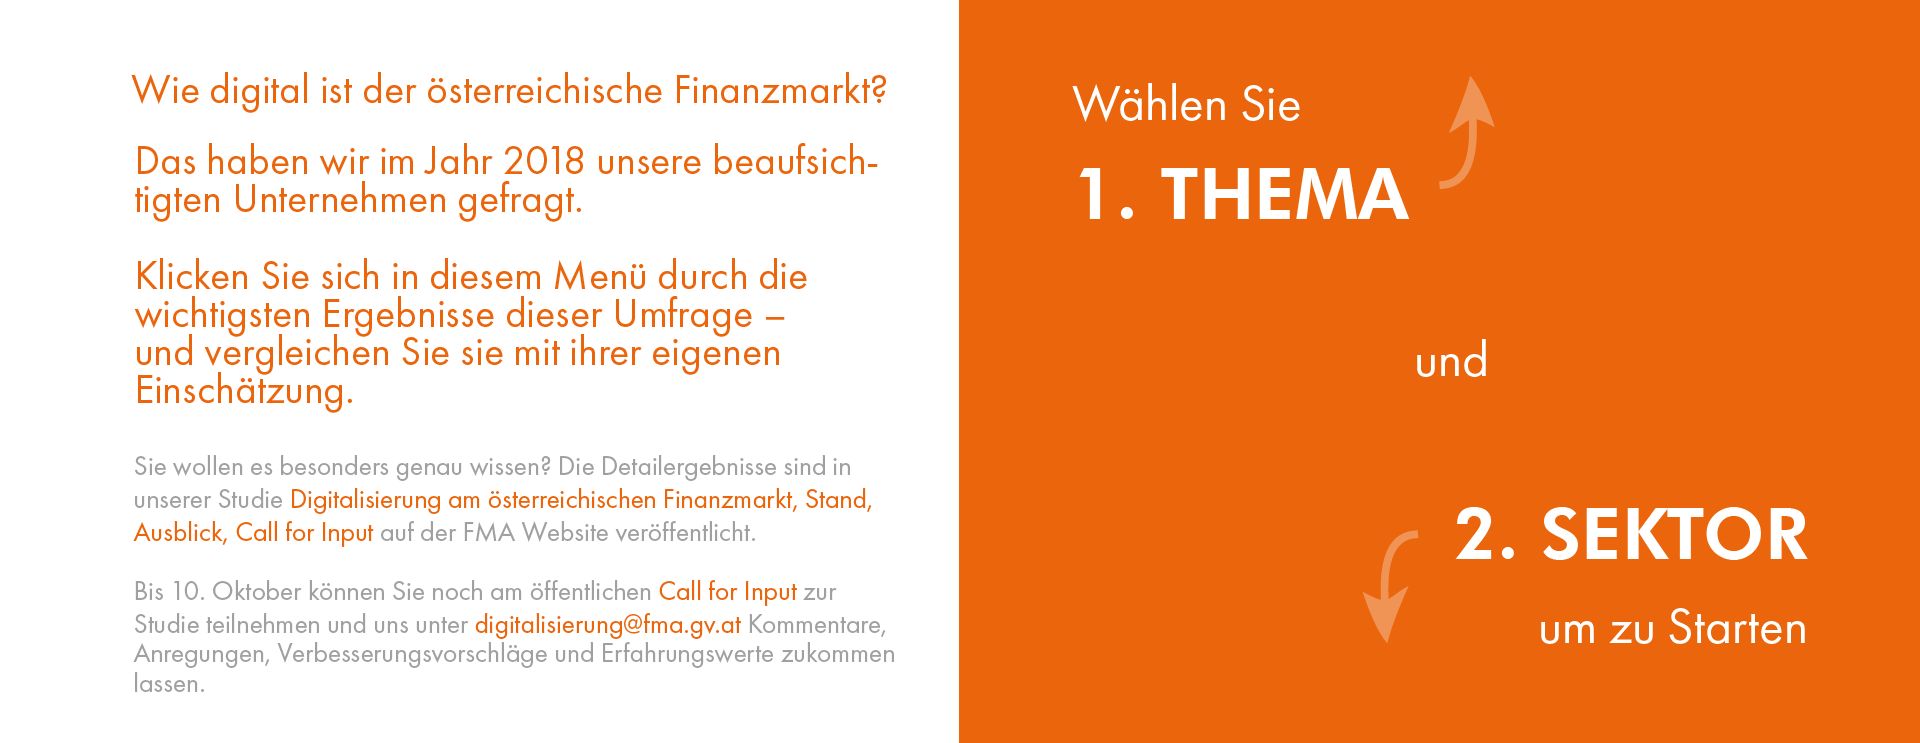 Wie digital ist der österreichische Finanzmarkt?
Das haben wir im Jahr 2018 unsere beaufsich-
tigten Unternehmen gefragt.
Klicken Sie sich in diesem Menü durch die
wichtigsten Ergebnisse dieser Umfrage –
und vergleichen Sie sie mit ihrer eigenen
Einschätzung.
Sie wollen es besonders genau wissen? Die Detailergebnisse sind in
unserer Studie Digitalisierung am österreichischen Finanzmarkt, Stand,
Ausblick, Call for Input auf der FMA Website veröffentlicht.
Bis 10. Oktober können Sie noch am öffentlichen Call for Input zur
Studie teilnehmen und uns unter digitalisierung@fma.gv.at Kommentare,
Anregungen, Verbesserungsvorschläge und Erfahrungswerte zukommen
lassen.
Wählen Sie
1. THEMA
und
2. SEKTOR
um zu Starten